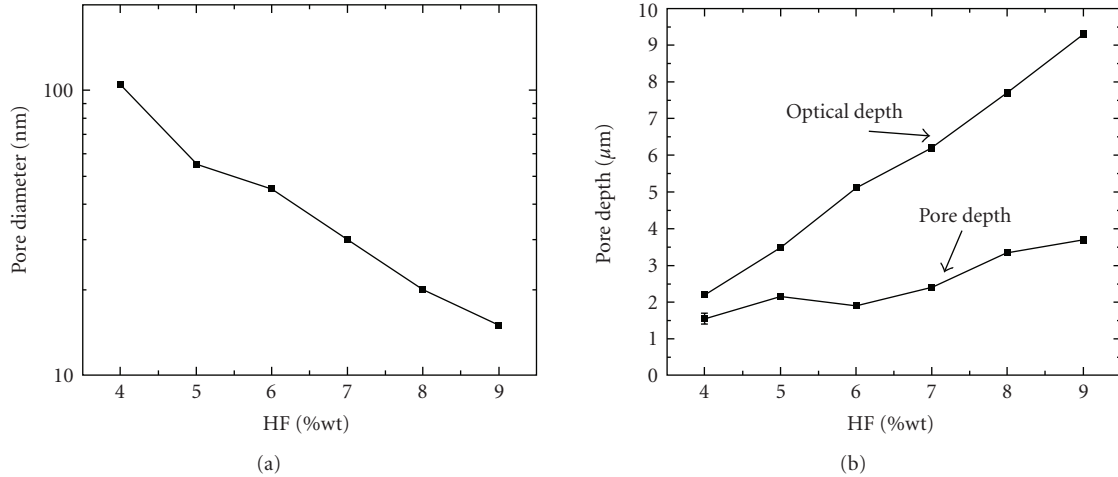 100
10
Pore diameter (nm)
4 5 6 7 8 9
HF (%wt)
(a)
10
9
8
7
6
5
4
3
2
1
0
Pore depth (μm)
Optical depth
Pore depth
4 5 6 7 8 9
HF (%wt)
(b)